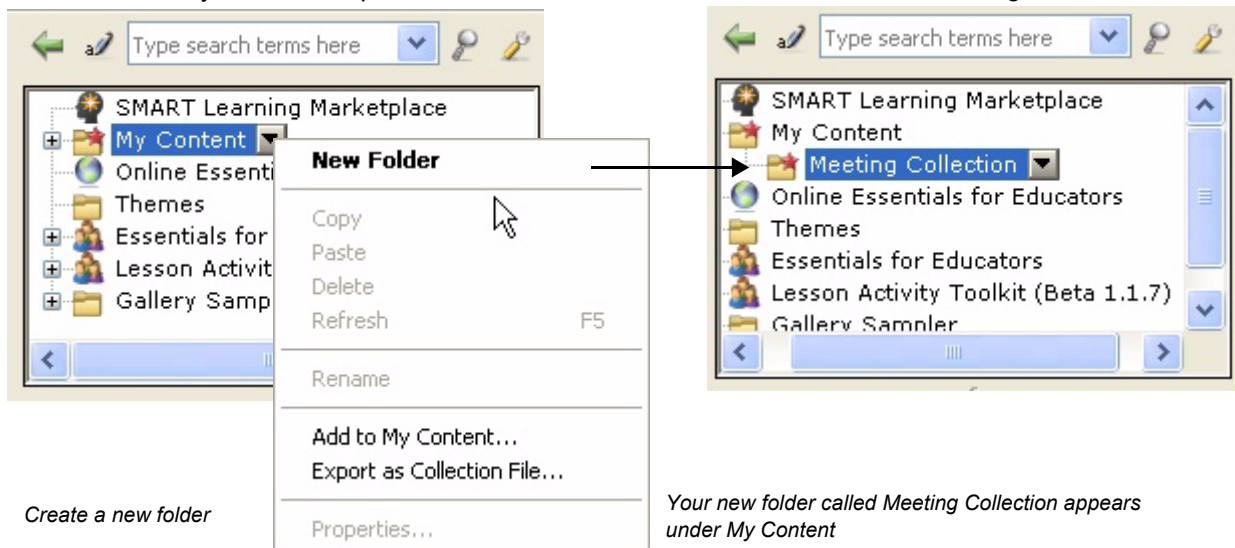 Type search terms here
SMART Learning Marketplace
My Content
Online Essenti
Themes
Essentials for
Lesson Activit
Gallery Samp
New Folder
Copy
Paste
Delete
Refresh F5
Rename
Add to My Content...
Export as Collection File...
Properties...
Create a new folder
Type search terms here
SMART Learning Marketplace
My Content
Meeting Collection
Online Essentials for Educators
Themes
Essentials for Educators
Lesson Activity Toolkit (Beta 1.1.7)
Gallery Sampler
Your new folder called Meeting Collection appears
under My Content